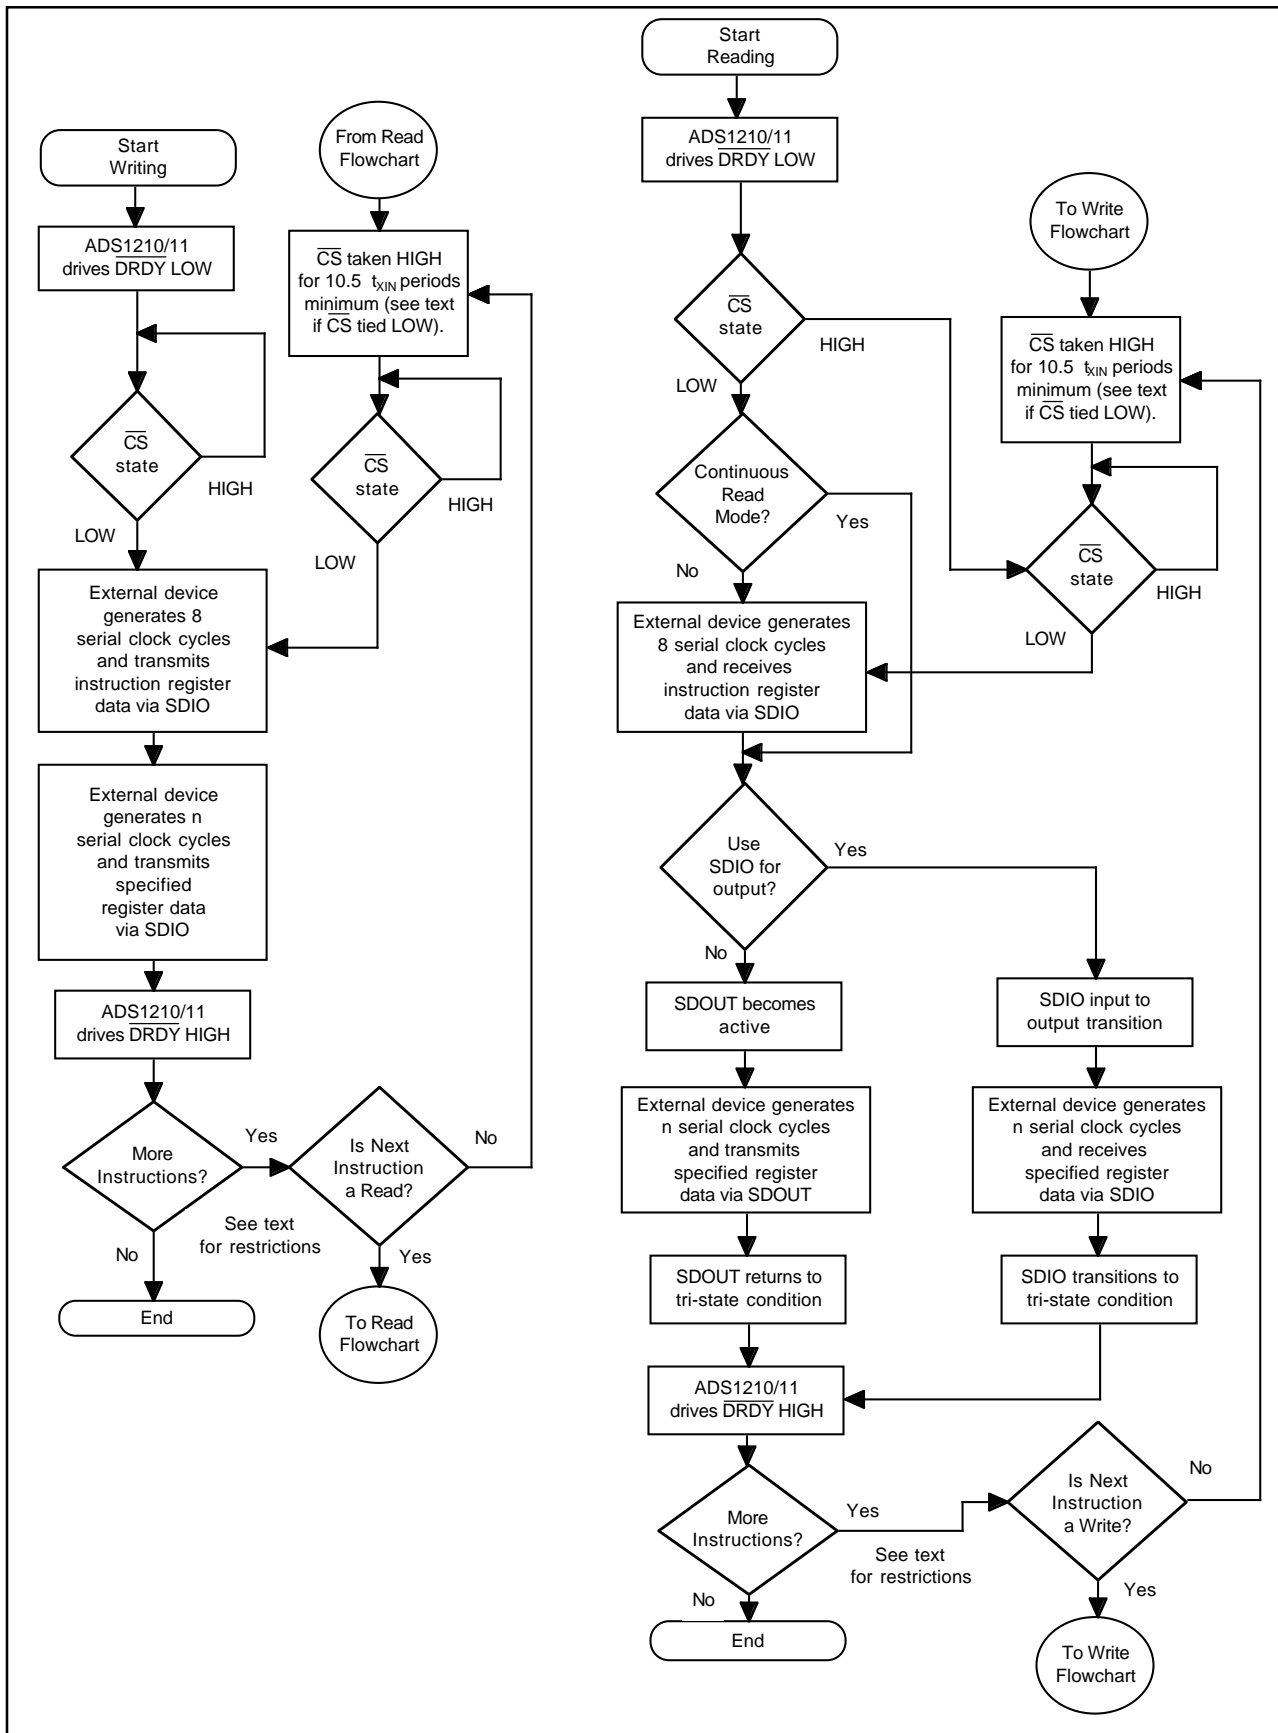 Start
Writing
ADS1210/11
drives DRDY LOW
CS
state
HIGH
LOW
External device
generates 8
serial clock cycles
and transmits
instruction register
data via SDIO
External device
generates n
serial clock cycles
and transmits
specified
register data
via SDIO
ADS1210/11
drives DRDY HIGH
More
Instructions?
Yes
No
See text
for restrictions
End
From Read
Flowchart
CS taken HIGH
for 10.5 tXIN periods
minimum (see text
if CS tied LOW).
CS
state
HIGH
LOW
Is Next
Instruction
a Read?
No
Yes
To Read
Flowchart
Start
Reading
ADS1210/11
drives DRDY LOW
CS
state
HIGH
LOW
Continuous
Read
Mode?
Yes
No
External device generates
8 serial clock cycles
and receives
instruction register
data via SDIO
Use
SDIO for
output?
Yes
No
SDOUT becomes
active
External device generates
n serial clock cycles
and transmits
specified register
data via SDOUT
SDOUT returns to
tri-state condition
ADS1210/11
drives DRDY HIGH
More
Instructions?
Yes
No
See text
for restrictions
End
To Write
Flowchart
CS taken HIGH
for 10.5 tXIN periods
minimum (see text
if CS tied LOW).
CS
state
HIGH
LOW
SDIO input to
output transition
External device generates
n serial clock cycles
and receives
specified register
data via SDIO
SDIO transitions to
tri-state condition
Is Next
Instruction
a Write?
No
Yes
To Write
Flowchart